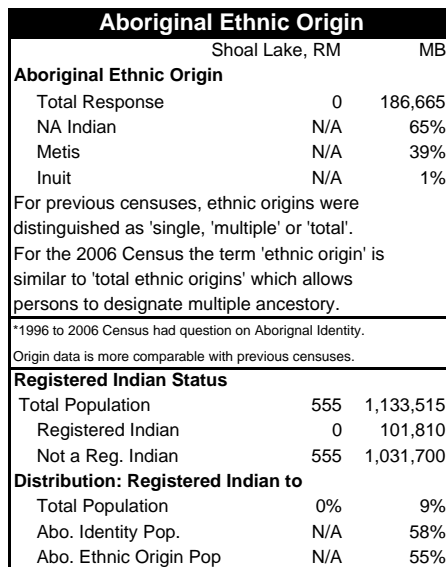 Aboriginal Ethnic Origin
Shoal Lake, RM MB
Aboriginal Ethnic Origin
Total Response 0 186,665
NA Indian N/A 65%
Metis N/A 39%
Inuit N/A 1%
For previous censuses, ethnic origins were
distinguished as 'single, 'multiple' or 'total'.
For the 2006 Census the term 'ethnic origin' is
similar to 'total ethnic origins' which allows
persons to designate multiple ancestory.
*1996 to 2006 Census had question on Aborignal Identity.
Origin data is more comparable with previous censuses.
Registered Indian Status
Total Population 555 1,133,515
Registered Indian 0 101,810
Not a Reg. Indian 555 1,031,700
Distribution: Registered Indian to
Total Population 0% 9%
Abo. Identity Pop. N/A 58%
Abo. Ethnic Origin Pop N/A 55%